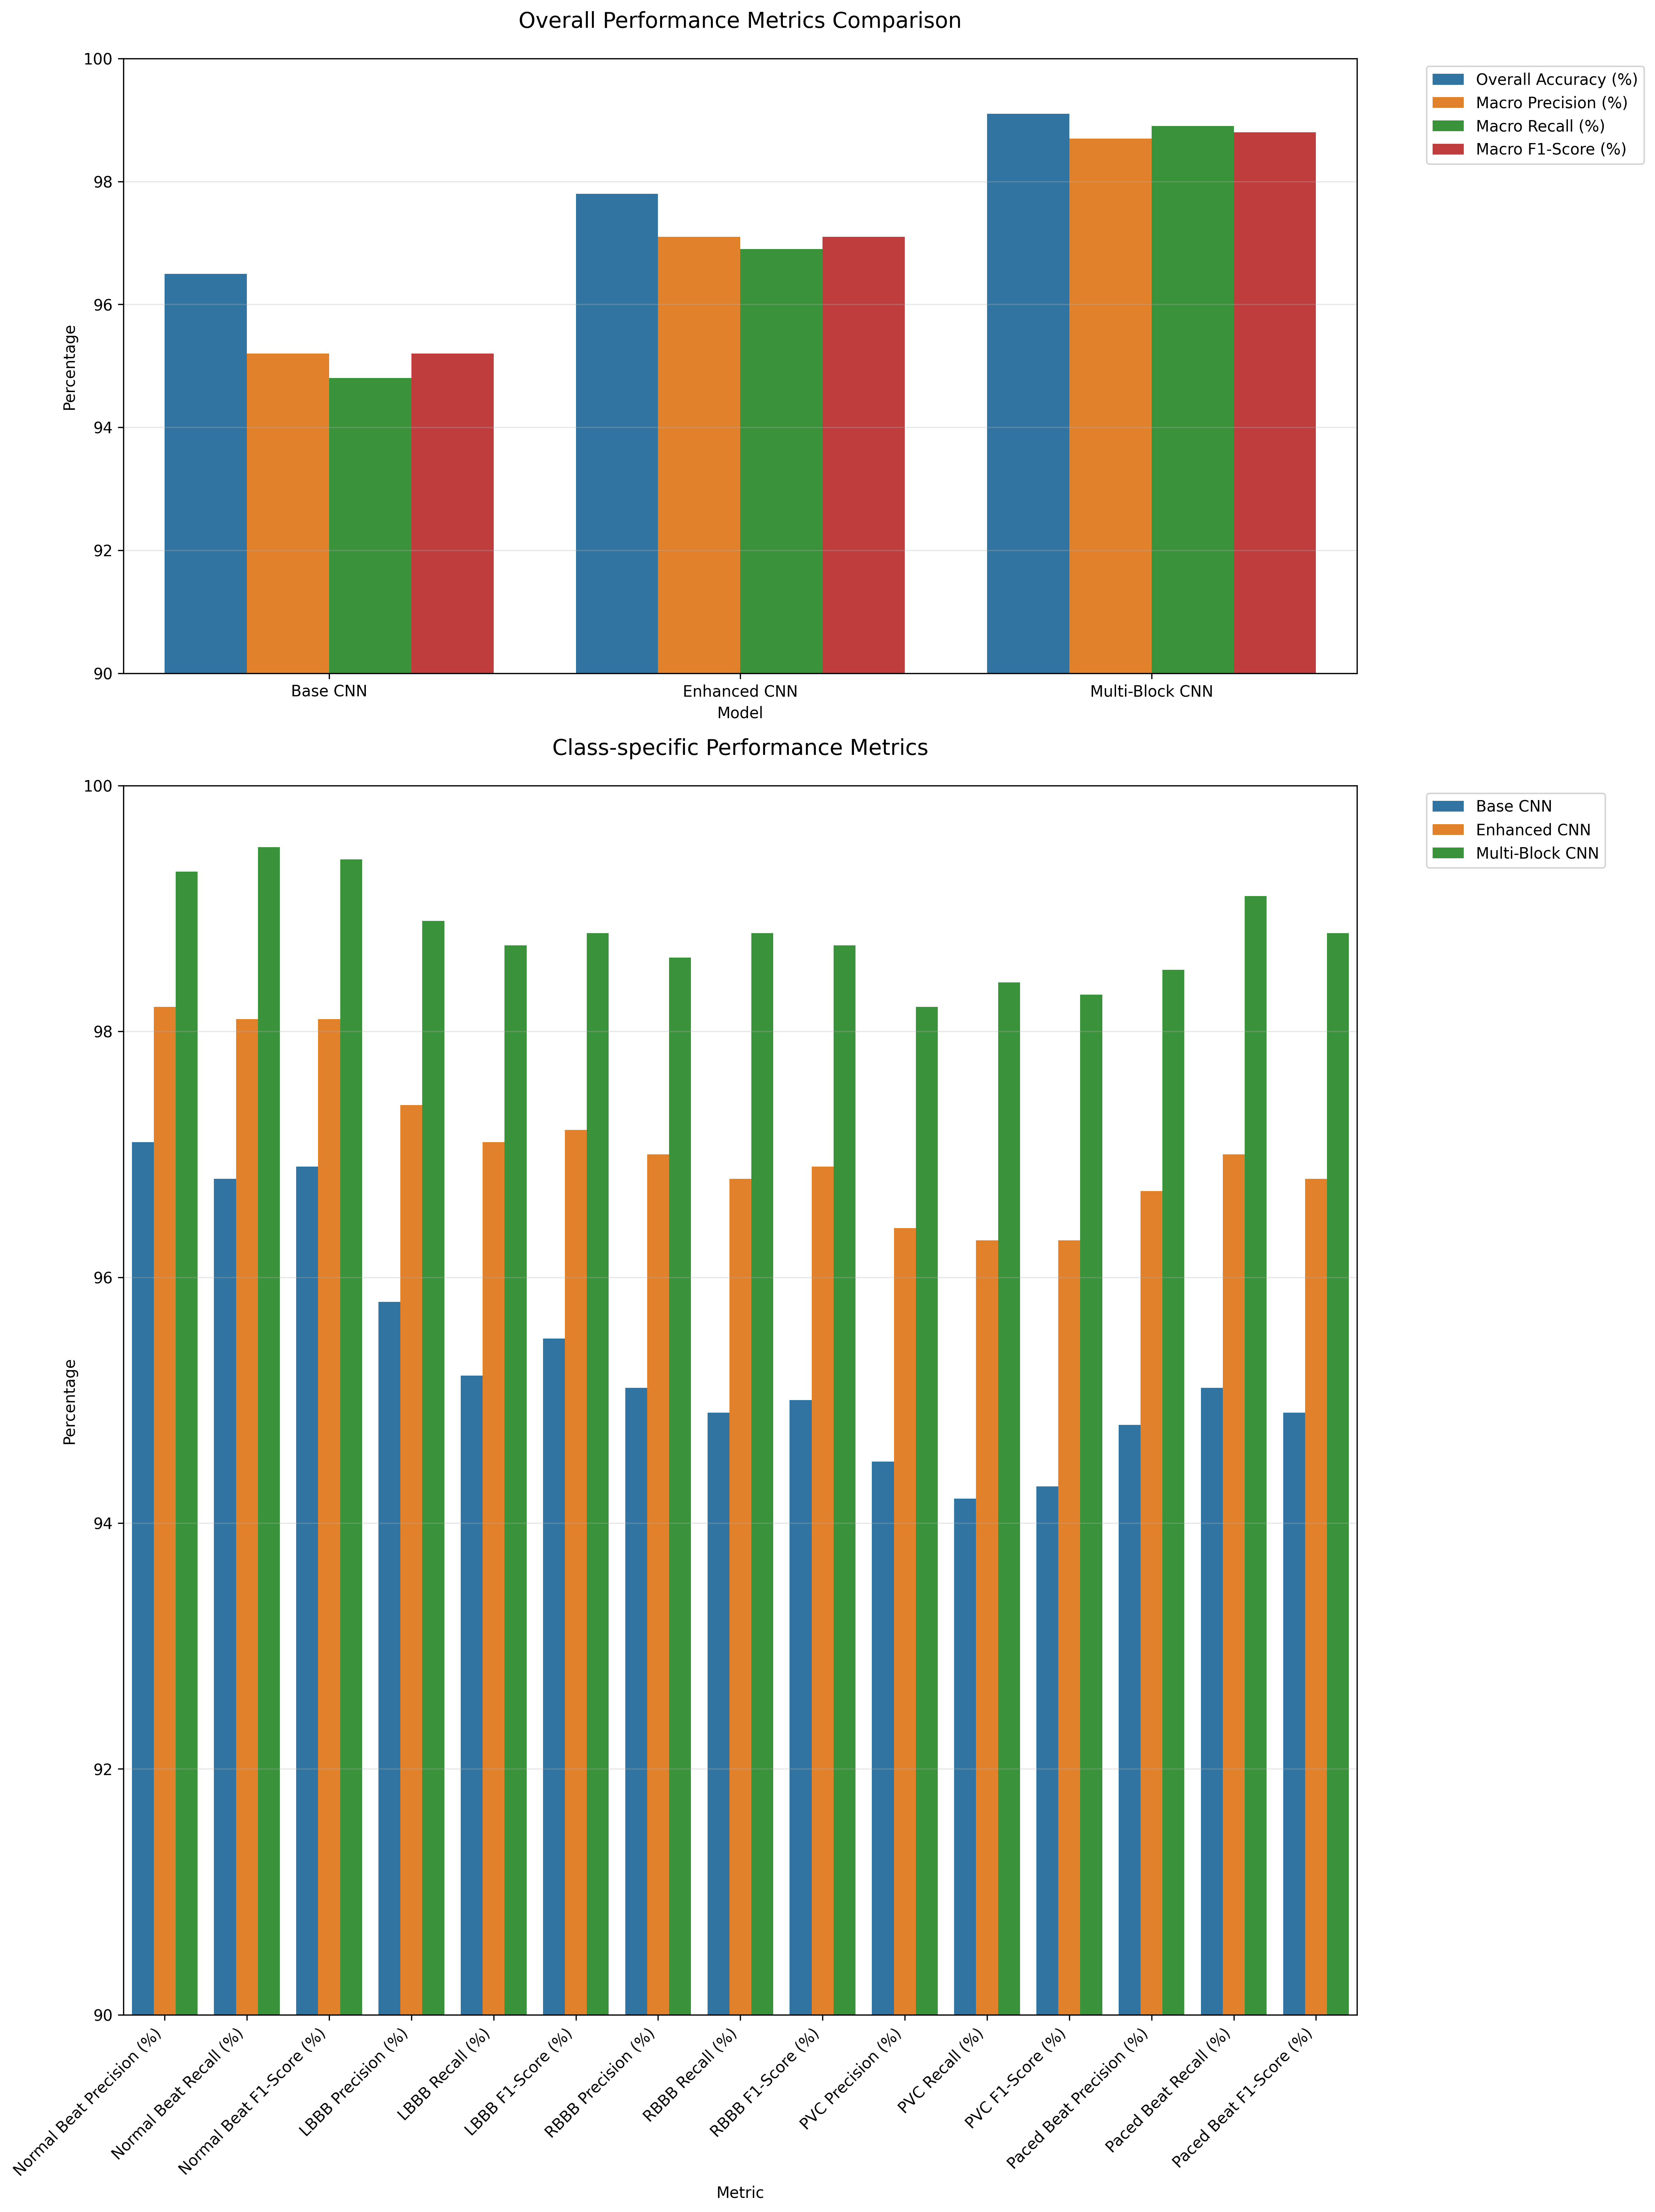 Overall Performance Metrics Comparison
100
98
96
94
92
90
Percentage
Base CNN
Enhanced CNN
Multi-Block CNN
Model
Overall Accuracy (%)
Macro Precision (%)
Macro Recall (%)
Macro F1-Score (%)
Class-specific Performance Metrics
100
98
96
94
92
90
Percentage
Normal Beat Precision (%)
Normal Beat Recall (%)
Normal Beat F1-Score (%)
LBBB Precision (%)
LBBB Recall (%)
LBBB F1-Score (%)
RBBB Precision (%)
RBBB Recall (%)
RBBB F1-Score (%)
PVC Precision (%)
PVC Recall (%)
PVC F1-Score (%)
Paced Beat Precision (%)
Paced Beat Recall (%)
Paced Beat F1-Score (%)
Metric
Base CNN
Enhanced CNN
Multi-Block CNN